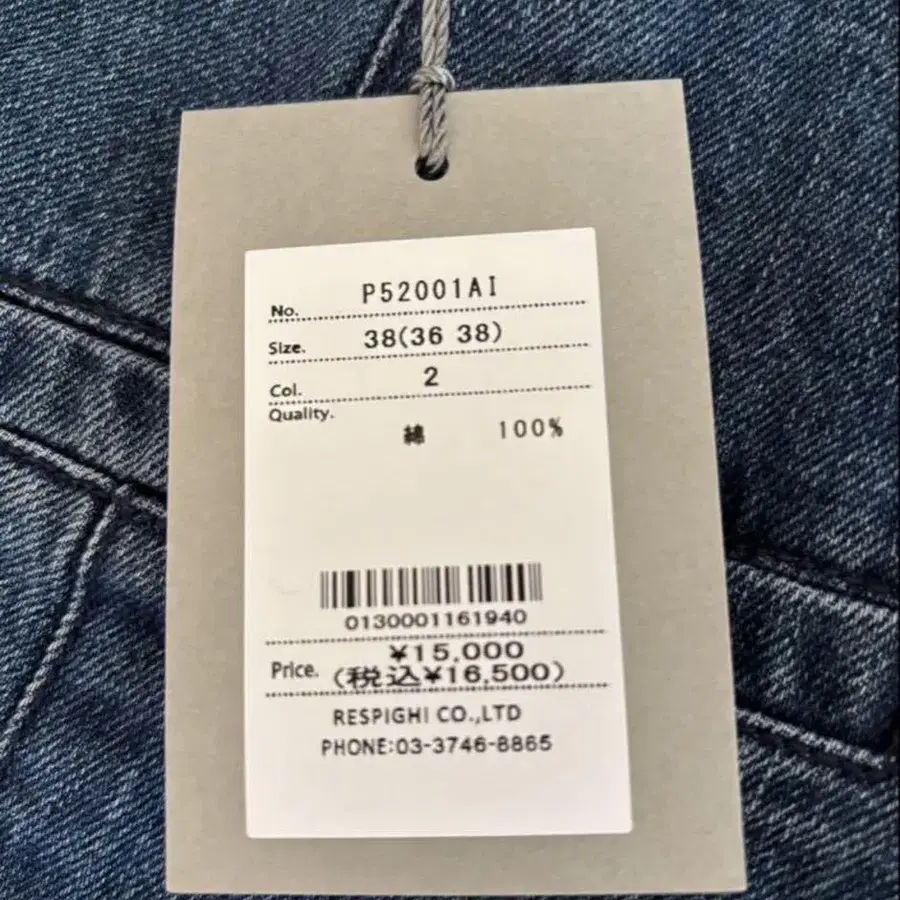 No. P52001AI
Size. 38(36 38)
Col. 2
Quality.
綿 100%
0130001161940
¥15,000
Price. (税込¥16,500)
RESPIGHI CO.,LTD
PHONE:03-3746-8865